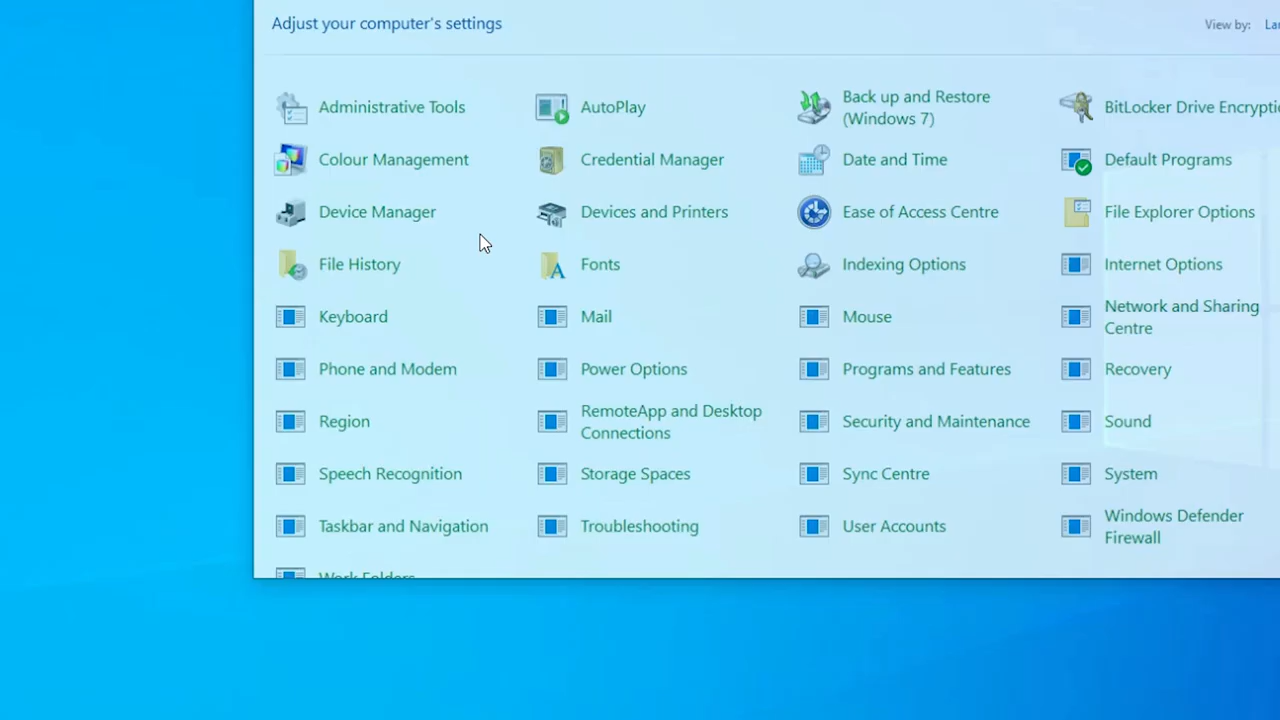 Adjust your computer's settings
View by:
Administrative Tools
AutoPlay
Back up and Restore
(Windows 7)
BitLocker Drive Encryptio
Colour Management
Credential Manager
Date and Time
Default Programs
Device Manager
Devices and Printers
Ease of Access Centre
File Explorer Options
File History
Fonts
Indexing Options
Internet Options
Keyboard
Mail
Mouse
Network and Sharing
Centre
Phone and Modem
Power Options
Programs and Features
Recovery
Region
RemoteApp and Desktop
Connections
Security and Maintenance
Sound
Speech Recognition
Storage Spaces
Sync Centre
System
Taskbar and Navigation
Troubleshooting
User Accounts
Windows Defender
Firewall
Work Folders